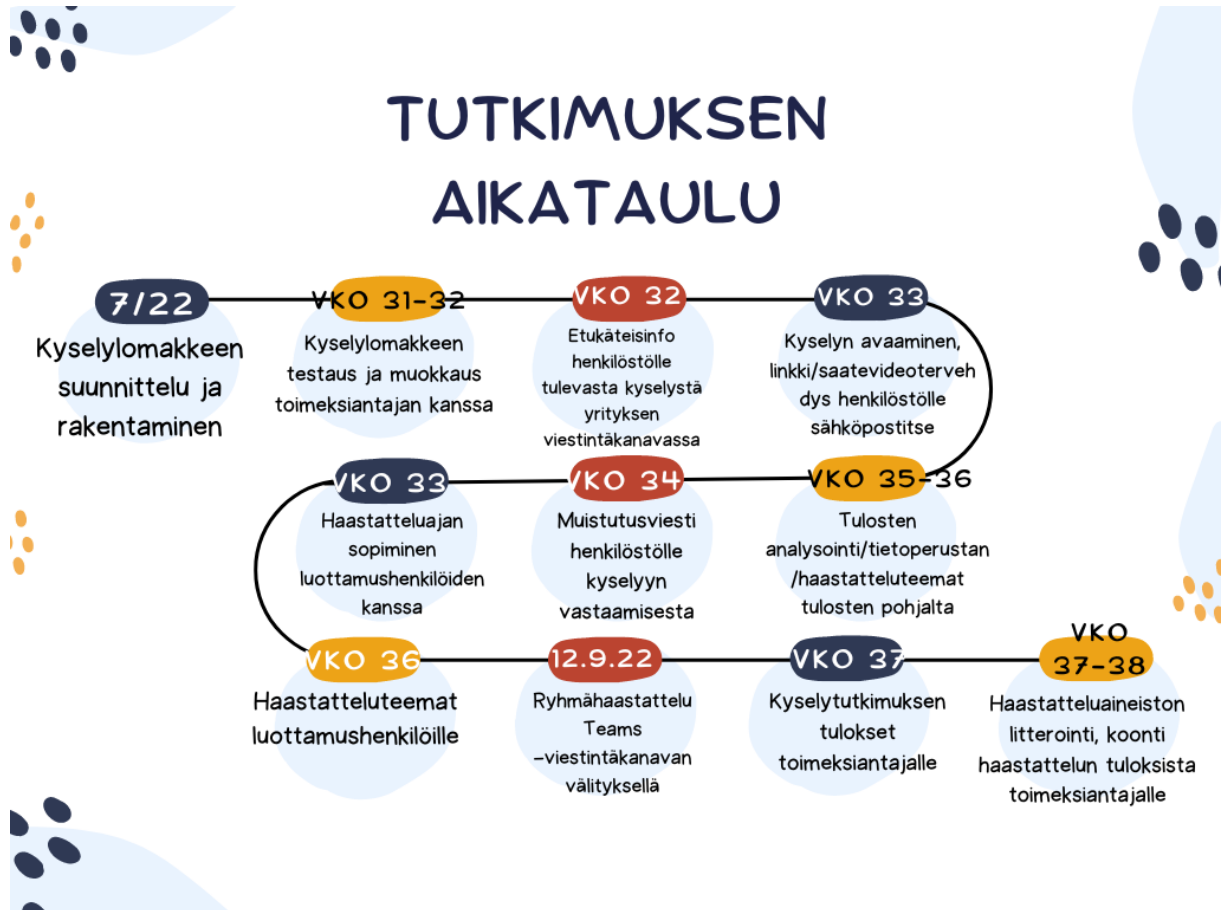 TUTKIMUKSEN
AIKATAULU
7/22
Kyselylomakkeen
suunnittelu ja
rakentaminen
VKO 31-32
Kyselylomakkeen
testaus ja muokkaus
toimeksiantajan kanssa
VKO 32
Etukäteisinfo
henkilöstölle
tulevasta kyselystä
yrityksen
viestintäkanavassa
VKO 33
Kyselyn avaaminen,
linkki/saatevideoterveh
dys henkilöstölle
sähköpostitse
VKO 33
Haastatteluajan
sopiminen
luottamushenkilöiden
kanssa
VKO 34
Muistutusviesti
henkilöstölle
kyselyyn
vastaamisesta
VKO 35-36
Tulosten
analysointi/tietoperustan
/haastatteluteemat
tulosten pohjalta
VKO 36
Haastatteluteemat
luottamushenkilöille
12.9.22
Ryhmähaastattelu
Teams
-viestintäkanavan
välityksellä
VKO 37
Kyselytutkimuksen
tulokset
toimeksiantajalle
VKO
37-38
Haastatteluaineiston
litterointi, koonti
haastattelun tuloksista
toimeksiantajalle